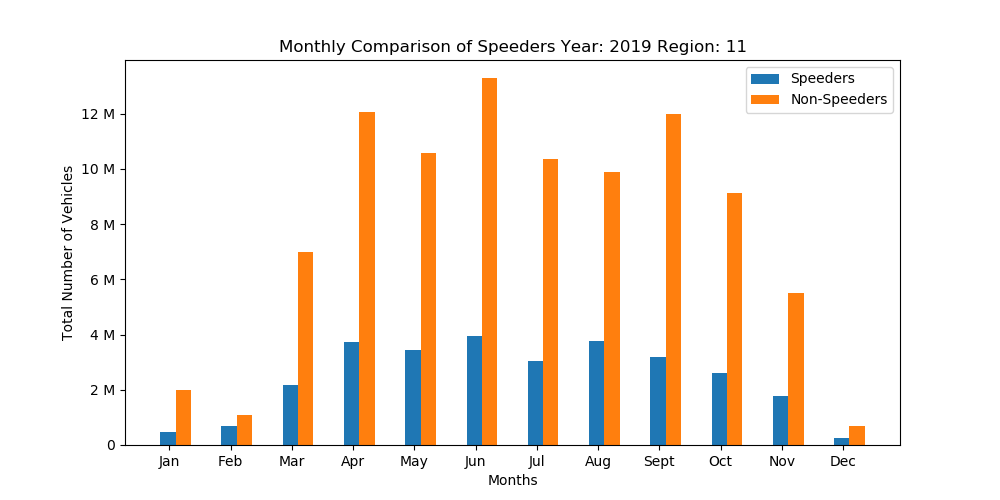 Monthly Comparison of Speeders Year: 2019 Region: 11
Speeders
Non-Speeders
Total Number of Vehicles
12 M
10 M
8 M
6 M
4 M
2 M
0
Jan Feb Mar Apr May Jun Jul Aug Sept Oct Nov Dec
Months